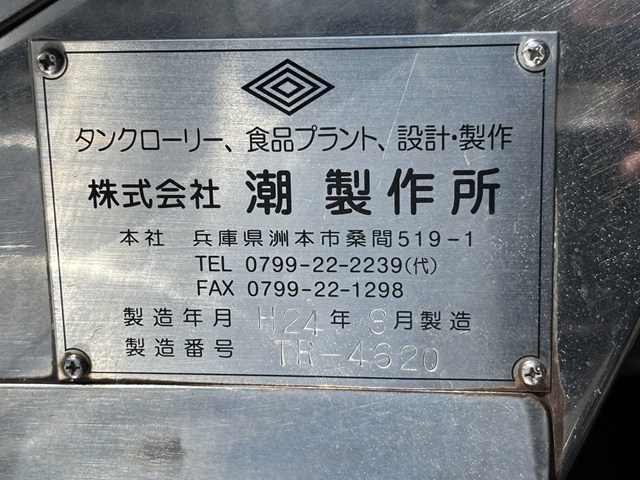 タンクローリー、食品プラント、設計・製作
株式会社 潮 製作所
本社 兵庫県洲本市桑間519-1
TEL 0799-22-2239(代)
FAX 0799-22-1298
製造年月 H24年 8月製造
製造番号 TR-4620